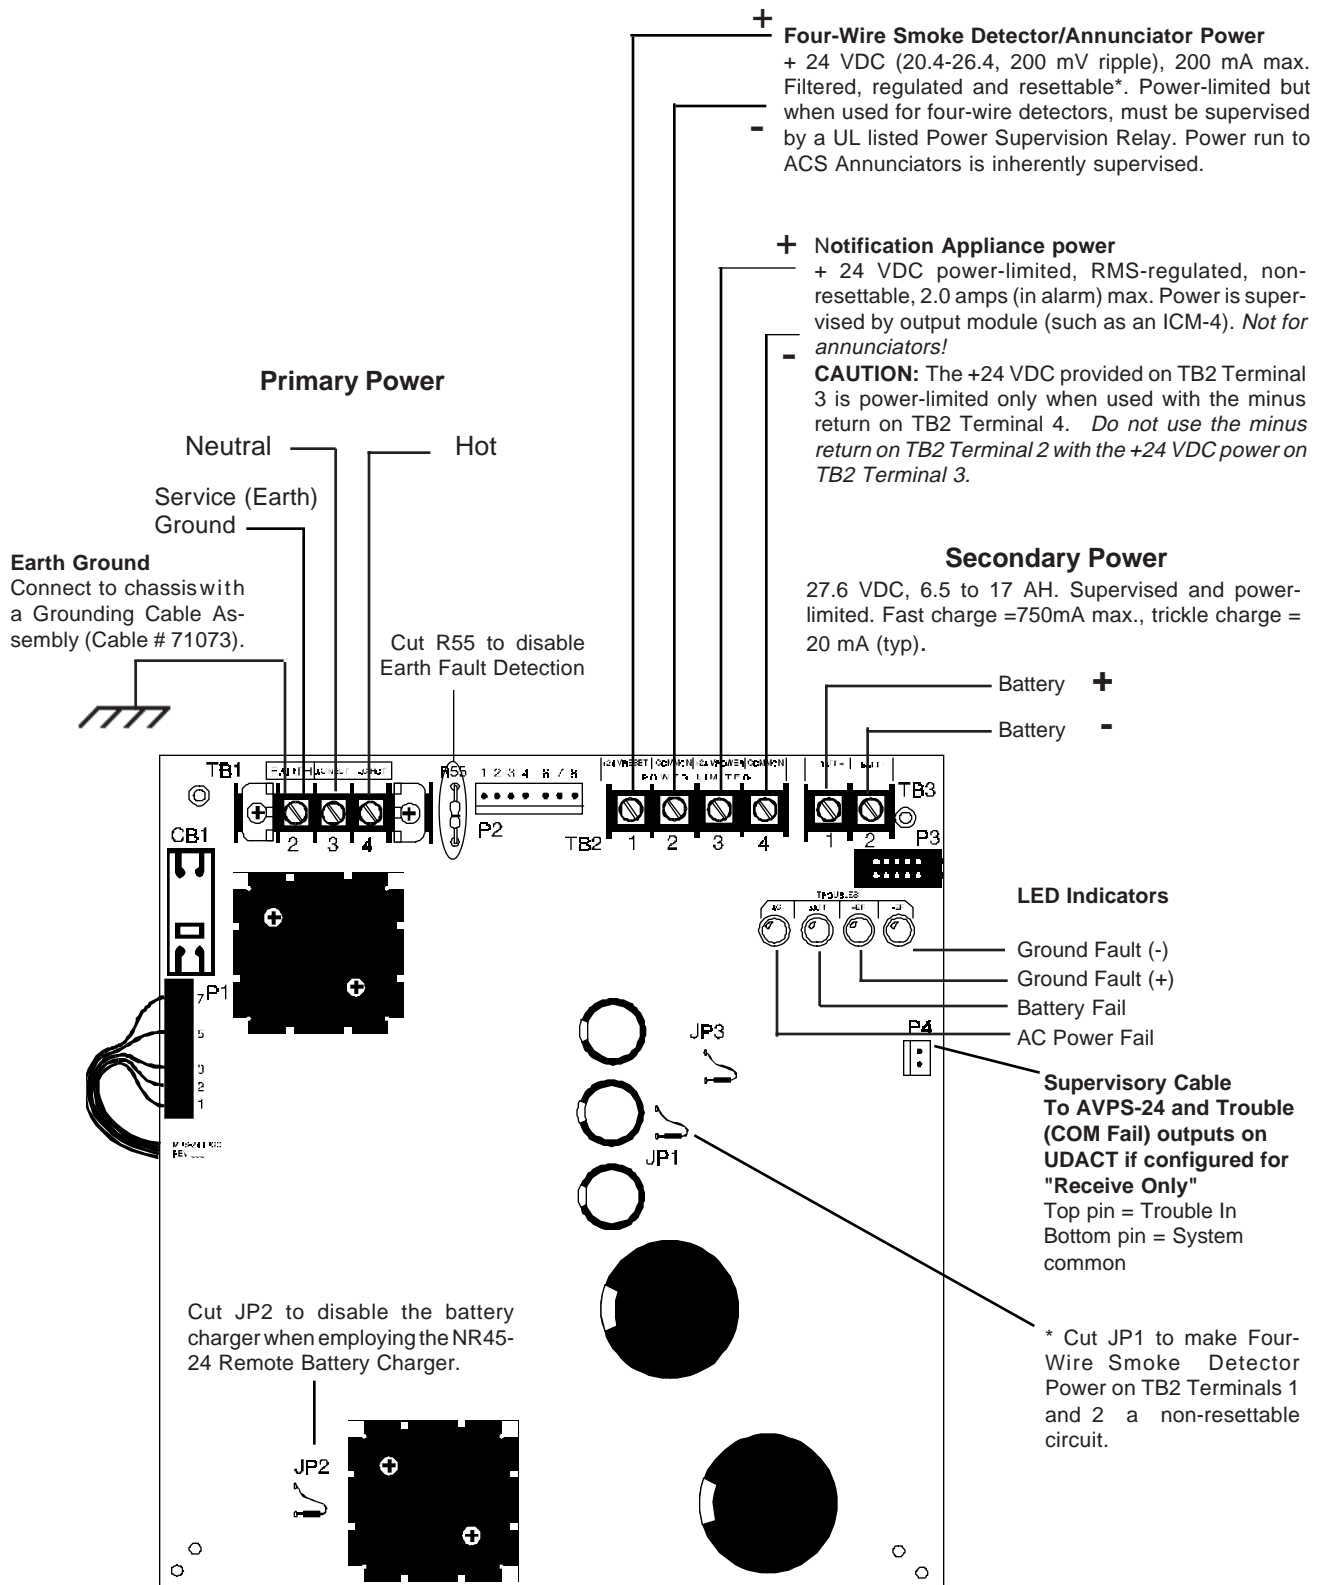 +
Four-Wire Smoke Detector/Annunciator Power
+ 24 VDC (20.4-26.4, 200 mV ripple), 200 mA max.
Filtered, regulated and resettable*. Power-limited but
when used for four-wire detectors, must be supervised
by a UL listed Power Supervision Relay. Power run to
ACS Annunciators is inherently supervised.
-
+
Notification Appliance power
+ 24 VDC power-limited, RMS-regulated, non-
resettable, 2.0 amps (in alarm) max. Power is super-
vised by output module (such as an ICM-4). Not for
annunciators!
-
CAUTION: The +24 VDC provided on TB2 Terminal
3 is power-limited only when used with the minus
return on TB2 Terminal 4. Do not use the minus
return on TB2 Terminal 2 with the +24 VDC power on
TB2 Terminal 3.
Primary Power
Neutral
Hot
Service (Earth)
Ground
Earth Ground
Connect to chassis with
a Grounding Cable As-
sembly (Cable # 71073).
Cut R55 to disable
Earth Fault Detection
Secondary Power
27.6 VDC, 6.5 to 17 AH. Supervised and power-
limited. Fast charge =750mA max., trickle charge =
20 mA (typ).
Battery +
Battery -
TB1
R55
1 2 3 4 6 7 8
+24 VRESET COMMON +24 VPOWER COMMON
POWER LIMITED
TB3
2 3 4
P2
TB2 1 2 3 4
1 2
P3
CB1
TROUBLES
AC
LED Indicators
Ground Fault (-)
Ground Fault (+)
Battery Fail
AC Power Fail
P1
7
5
2
1
JP3
P4
JP1
Supervisory Cable
To AVPS-24 and Trouble
(COM Fail) outputs on
UDACT if configured for
"Receive Only"
Top pin = Trouble In
Bottom pin = System
common
Cut JP2 to disable the battery
charger when employing the NR45-
24 Remote Battery Charger.
* Cut JP1 to make Four-
Wire Smoke Detector
Power on TB2 Terminals 1
and 2 a non-resettable
circuit.
JP2